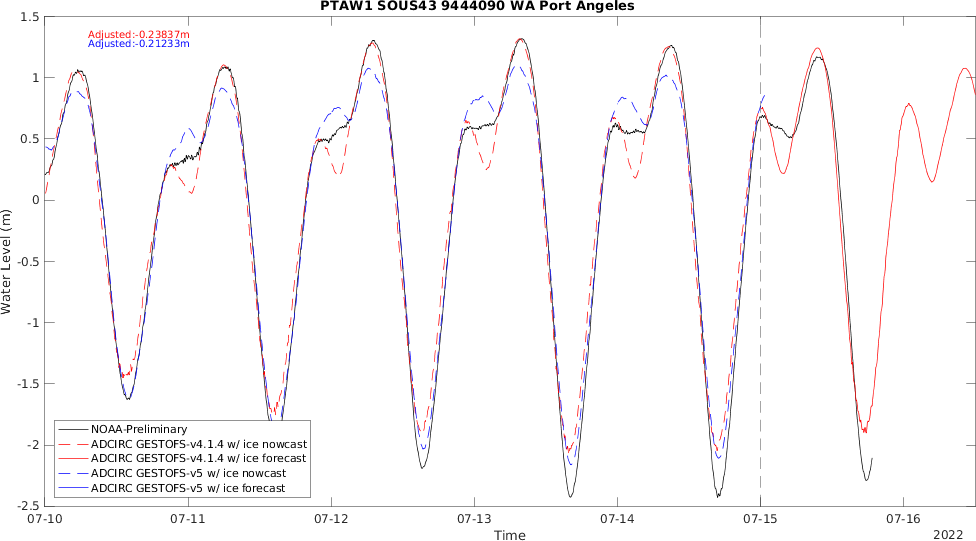 PTAW1 SOUS43 9444090 WA Port Angeles
Adjusted:-0.23837m
Adjusted:-0.21233m
1.5
1
0.5
0
-0.5
-1
-1.5
-2
-2.5
Water Level (m)
NOAA-Preliminary
ADCIRC GESTOFS-v4.1.4 w/ ice nowcast
ADCIRC GESTOFS-v4.1.4 w/ ice forecast
ADCIRC GESTOFS-v5 w/ ice nowcast
ADCIRC GESTOFS-v5 w/ ice forecast
07-10 07-11 07-12 07-13 07-14 07-15 07-16
Time
2022